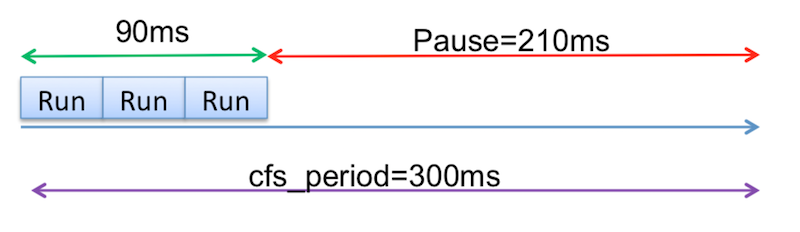 90ms
Pause=210ms
Run Run Run
cfs_period=300ms